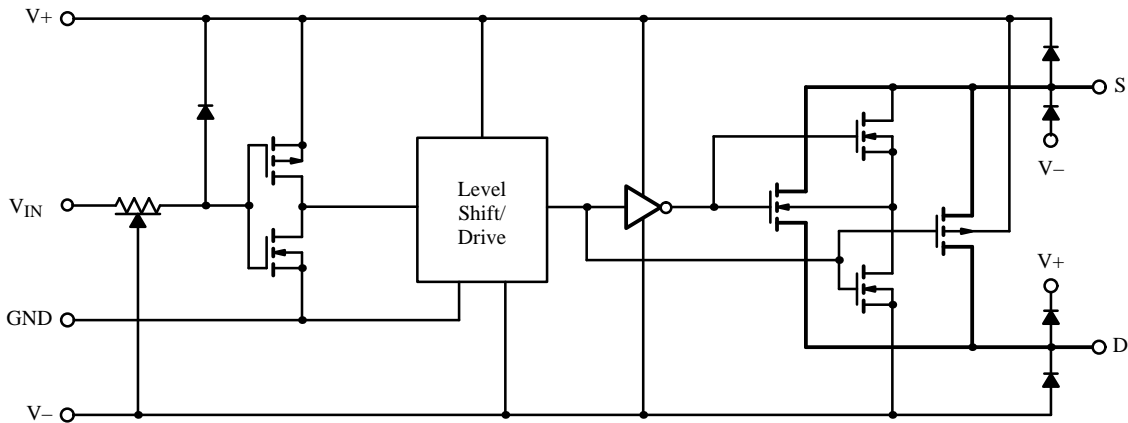 V+
S
V–
Level
Shift/
Drive
V_IN
V+
GND
D
V–